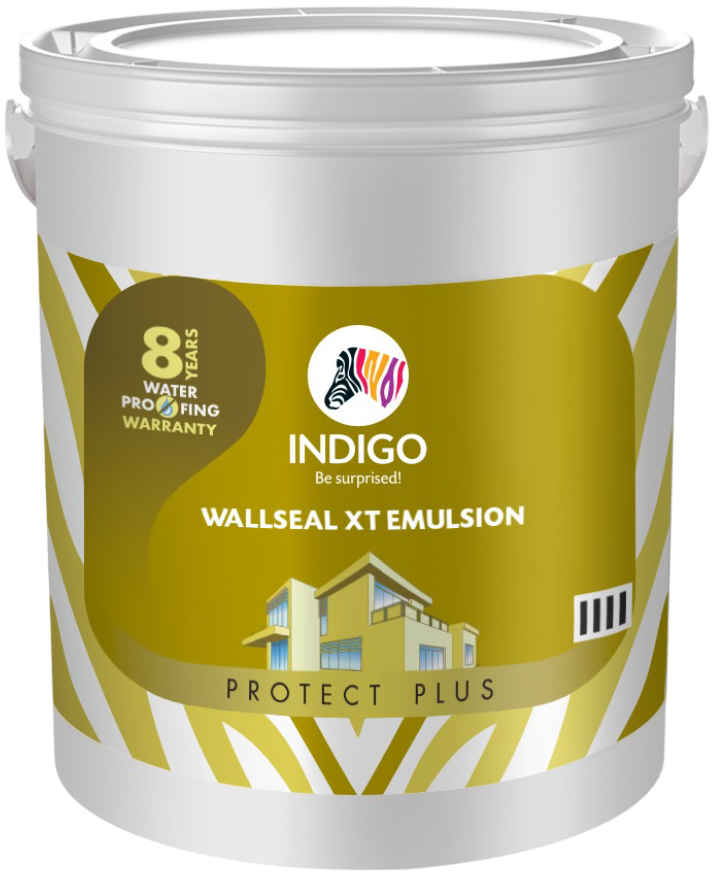 8 YEARS
WATER
PROOFING
WARRANTY
INDIGO
Be surprised!
WALLSEAL XT EMULSION
PROTECT PLUS